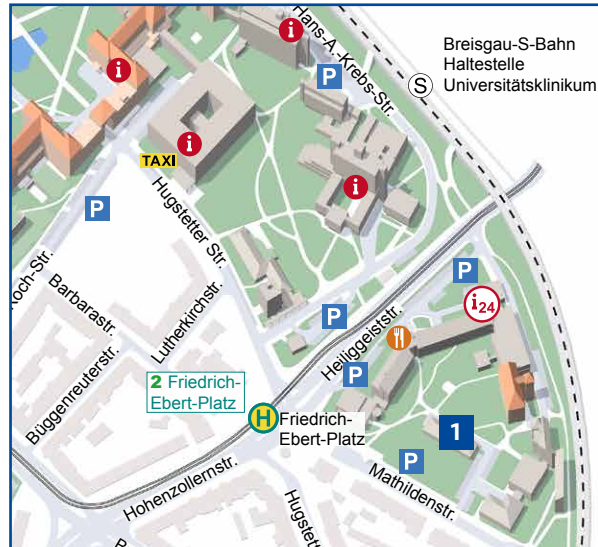 Hans-A.-Krebs-Str.
Breisgau-S-Bahn
Haltestelle
Universitätsklinikum
S
i
P
i
i
TAXI
i
P
Hugstetter Str.
Koch-Str.
Barbarastr.
Lutherkirchstr.
Büggenreuterstr.
P
i24
P
Heiliggeiststr.
P
2 Friedrich-
Ebert-Platz
H
Friedrich-
Ebert-Platz
1
P
Hohenzollernstr.
Mathildenstr.
Hugstett